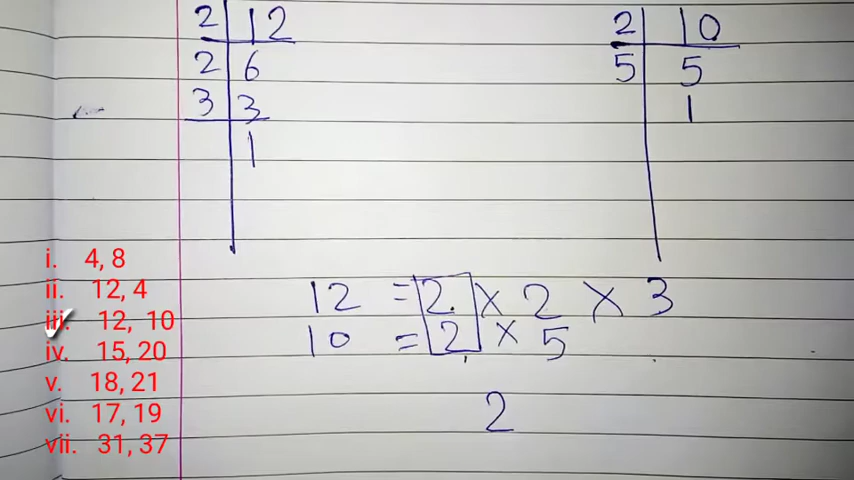 2 12
2 6
3 3
1
2 10
5 5
1
i. 4, 8
ii. 12, 4
iii. 12, 10
iv. 15, 20
v. 18, 21
vi. 17, 19
vii. 31, 37
12 = 2. × 2 × 3
10 = 2 × 5
2